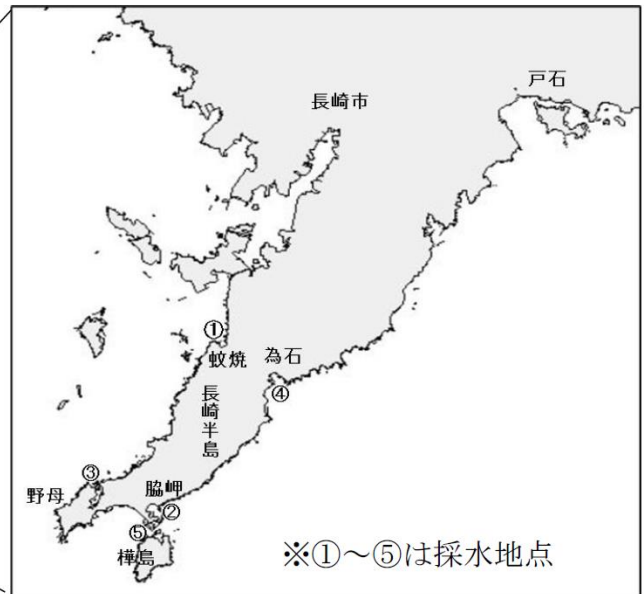 戸石
長崎市
①
蚊焼
為石
④
長崎半島
③
野母
脇岬
②
⑤
樺島
※①～⑤は採水地点